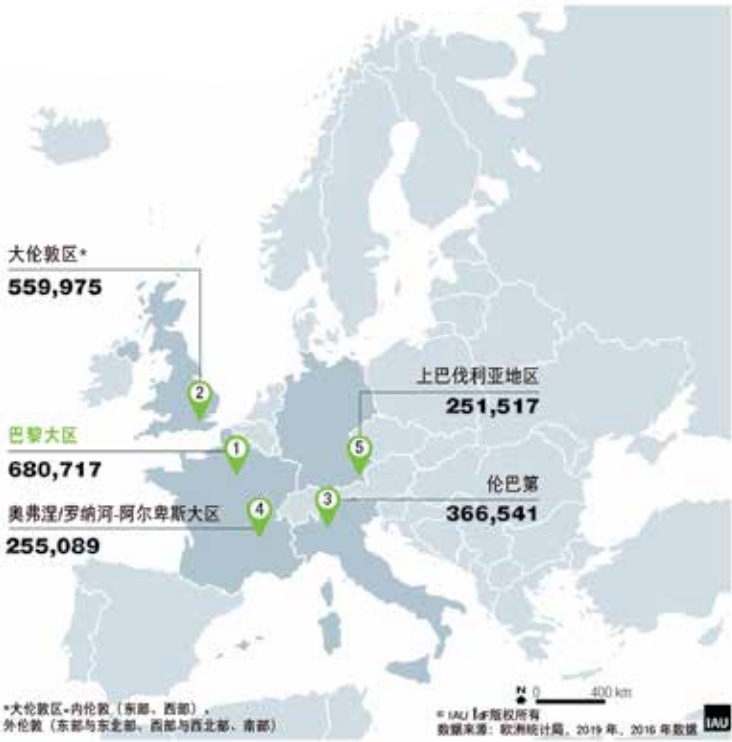 大伦敦区*
559,975
2
上巴伐利亚地区
251,517
巴黎大区
680,717
1
5
伦巴第
366,541
3
奥弗涅/罗纳河-阿尔卑斯大区
255,089
4
*大伦敦区=内伦敦（东部、西部），
外伦敦（东部与东北部、西部与西北部、南部）
N 0 400 km
© IAU îdF版权所有
数据来源：欧洲统计局，2019 年，2016 年数据
IAU